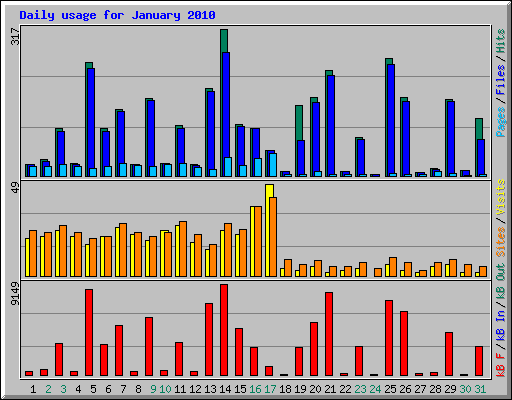 Daily usage for January 2010
317
Pages / Files / Hits
49
Sites / Visits
9149
kB F / kB In / kB Out
1 2 3 4 5 6 7 8 9 10 11 12 13 14 15 16 17 18 19 20 21 22 23 24 25 26 27 28 29 30 31